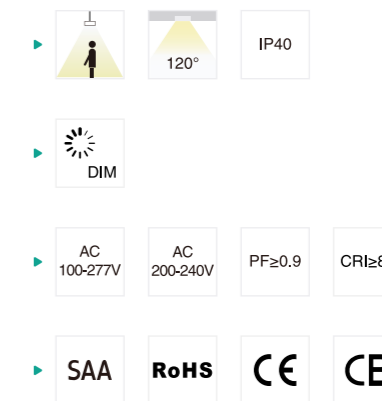 120°
IP40
DIM
AC
100-277V
AC
200-240V
PF≥0.9
SAA
RoHS
CE